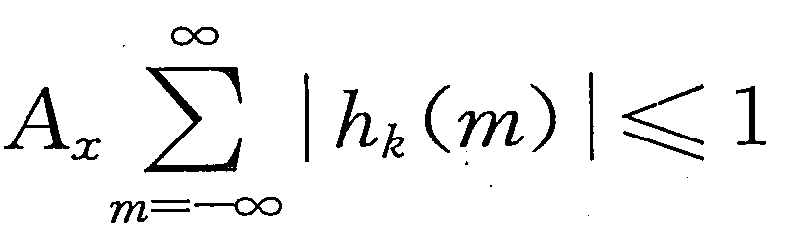 $A_x \sum_{m=-\infty}^{\infty} |h_k(m)| \leqslant 1$